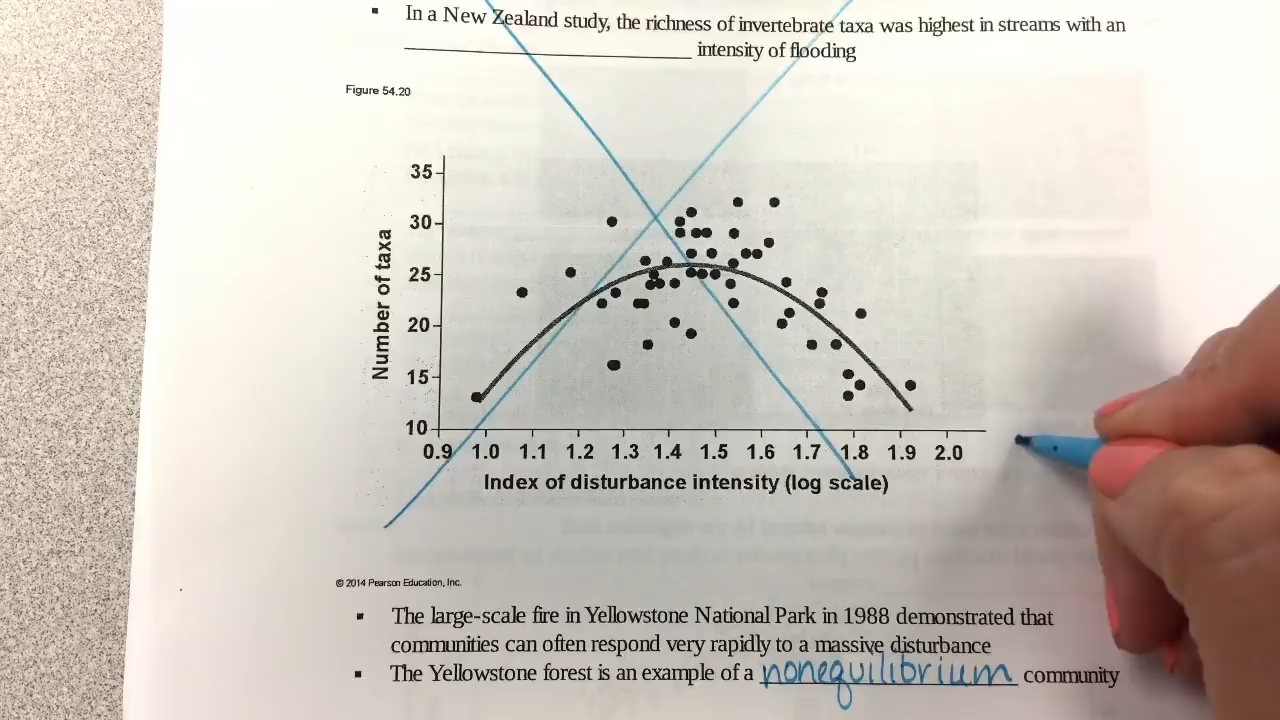 ▪ In a New Zealand study, the richness of invertebrate taxa was highest in streams with an
____________________________ intensity of flooding
Figure 54.20
Number of taxa
35
30
25
20
15
10
0.9 1.0 1.1 1.2 1.3 1.4 1.5 1.6 1.7 1.8 1.9 2.0
Index of disturbance intensity (log scale)
© 2014 Pearson Education, Inc.
▪ The large-scale fire in Yellowstone National Park in 1988 demonstrated that
communities can often respond very rapidly to a massive disturbance
▪ The Yellowstone forest is an example of a nonequilibrium community